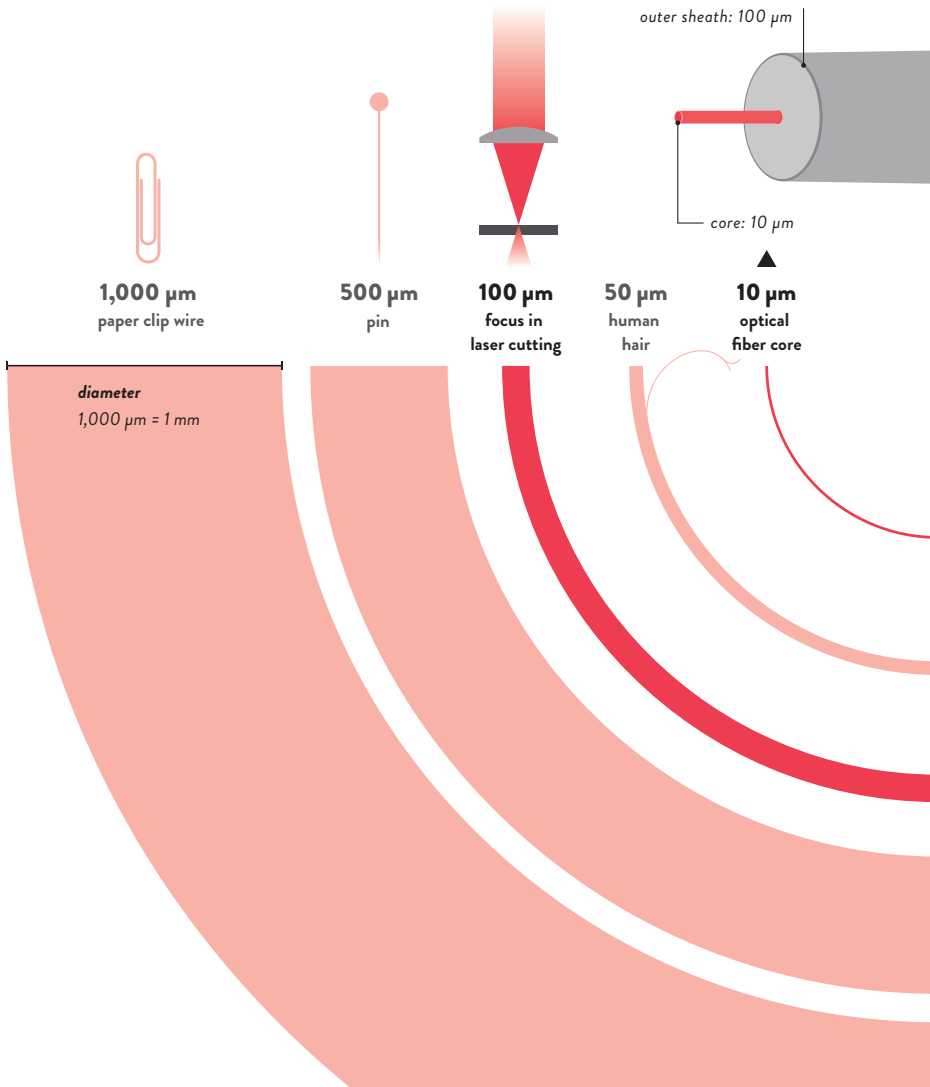 outer sheath: 100 µm
core: 10 µm
1,000 µm
paper clip wire
500 µm
pin
100 µm
focus in
laser cutting
50 µm
human
hair
10 µm
optical
fiber core
diameter
1,000 µm = 1 mm